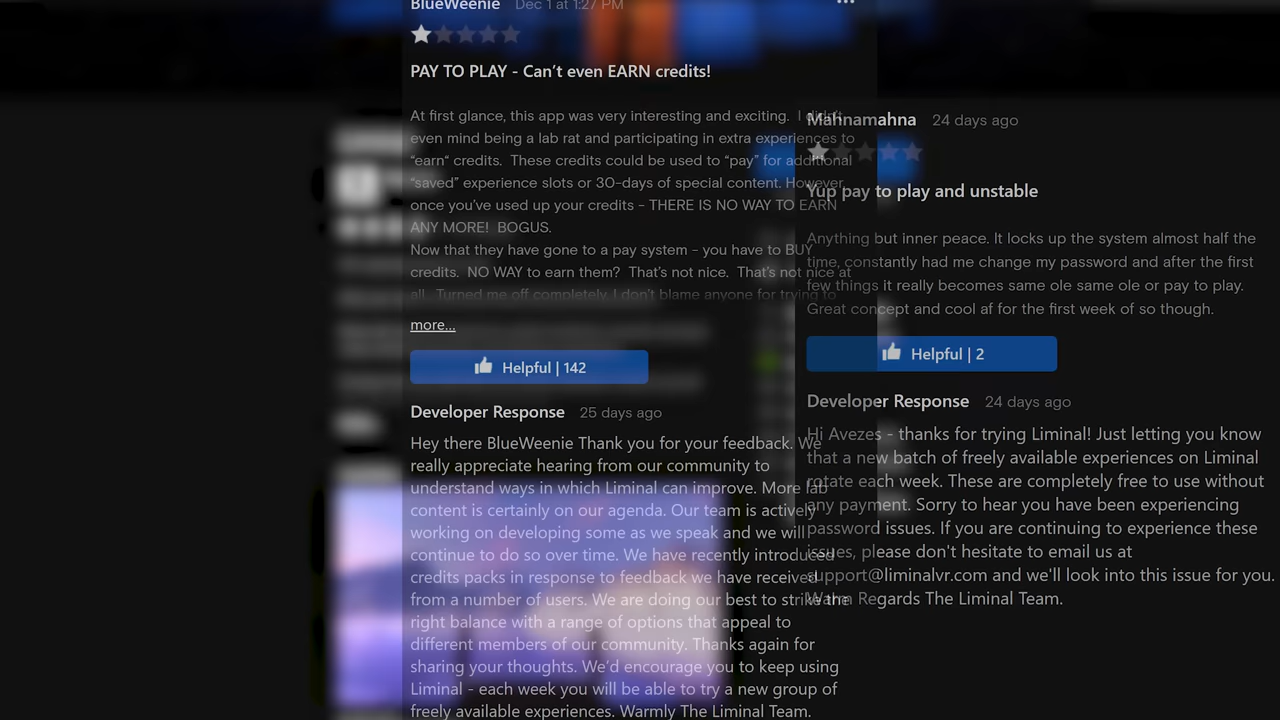 BlueWeenie Dec 1 at 1:27 PM
PAY TO PLAY - Can't even EARN credits!
At first glance, this app was very interesting and exciting. I didn't
even mind being a lab rat and participating in extra experiences to
“earn“ credits. These credits could be used to “pay” for additional
“saved” experience slots or 30-days of special content. However,
once you've used up your credits - THERE IS NO WAY TO EARN
ANY MORE! BOGUS.
Now that they have gone to a pay system - you have to BUY
credits. NO WAY to earn them? That's not nice. That's not nice at
all. Turned me off completely. I don't blame anyone for trying to
more...
Helpful | 142
Developer Response 25 days ago
Hey there BlueWeenie Thank you for your feedback. We
really appreciate hearing from our community to
understand ways in which Liminal can improve. More lab
content is certainly on our agenda. Our team is actively
working on developing some as we speak and we will
continue to do so over time. We have recently introduced
credits packs in response to feedback we have received
from a number of users. We are doing our best to strike the
right balance with a range of options that appeal to
different members of our community. Thanks again for
sharing your thoughts. We'd encourage you to keep using
Liminal - each week you will be able to try a new group of
freely available experiences. Warmly The Liminal Team.
Mahnamahna 24 days ago
Yup pay to play and unstable
Anything but inner peace. It locks up the system almost half the
time, constantly had me change my password and after the first
few things it really becomes same ole same ole or pay to play.
Great concept and cool af for the first week of so though.
Helpful | 2
Developer Response 24 days ago
Hi Avezes - thanks for trying Liminal! Just letting you know
that a new batch of freely available experiences on Liminal
rotate each week. These are completely free to use without
any payment. Sorry to hear you have been experiencing
password issues. If you are continuing to experience these
issues, please don't hesitate to email us at
support@liminalvr.com and we'll look into this issue for you.
Warm Regards The Liminal Team.